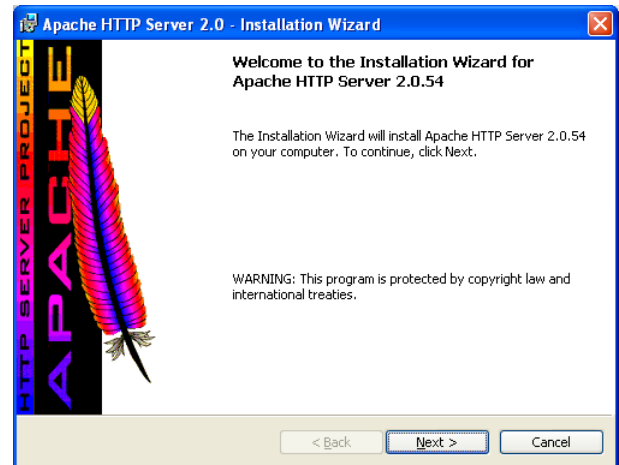 Apache HTTP Server 2.0 - Installation Wizard
HTTP SERVER PROJECT
APACHE
Welcome to the Installation Wizard for
Apache HTTP Server 2.0.54
The Installation Wizard will install Apache HTTP Server 2.0.54
on your computer. To continue, click Next.
WARNING: This program is protected by copyright law and
international treaties.
< Back
Next >
Cancel